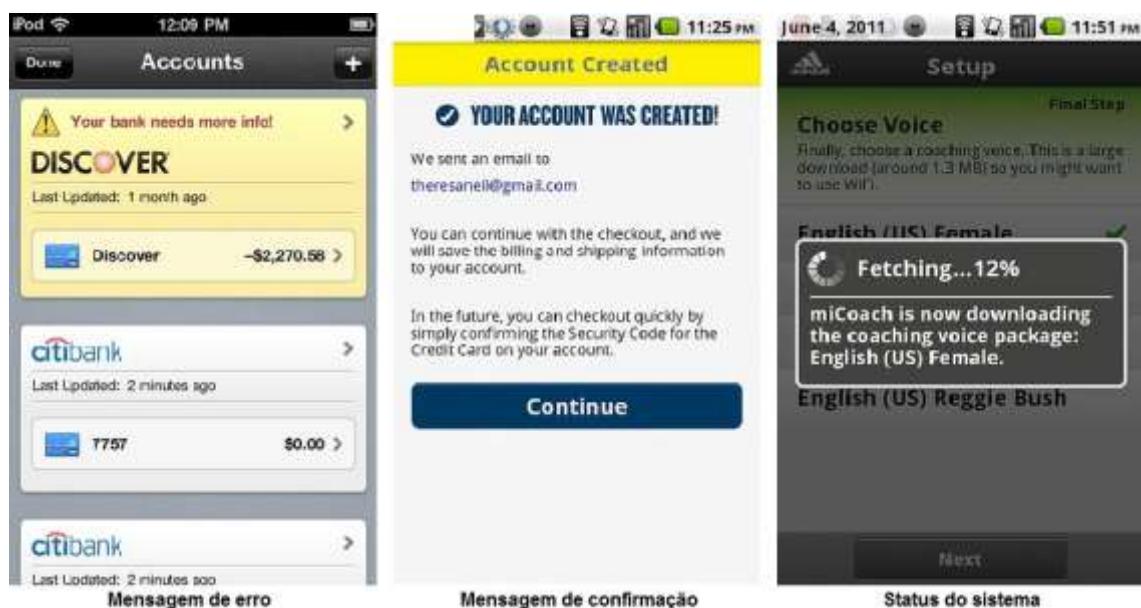 iPod 12:09 PM
Done Accounts +
Your bank needs more info!
DISCOVER
Last Updated: 1 month ago
Discover -$2,270.58
citibank
Last Updated: 2 minutes ago
7757 $0.00
citibank
Last Updated: 2 minutes ago
Mensagem de erro
11:25 PM
Account Created
YOUR ACCOUNT WAS CREATED!
We sent an email to
theresanell@gmail.com
You can continue with the checkout, and we
will save the billing and shipping information
to your account.
In the future, you can checkout quickly by
simply confirming the Security Code for the
Credit Card on your account.
Continue
Mensagem de confirmação
June 4, 2011 11:51 PM
Setup
Final Step
Choose Voice
Finally, choose a coaching voice. This is a large
download (around 1.3 MB) so you might want
to use WiFi.
English (US) Female
Fetching...12%
miCoach is now downloading
the coaching voice package:
English (US) Female.
English (US) Reggie Bush
Next
Status do sistema